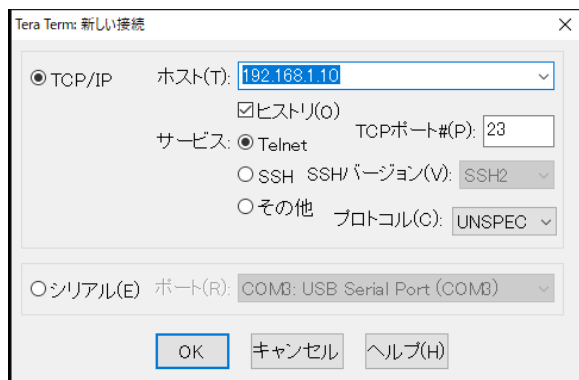 Tera Term: 新しい接続
TCP/IP ホスト(T): 192.168.1.10
ヒストリ(O)
サービス: Telnet TCPポート#(P): 23
SSH SSHバージョン(V): SSH2
その他 プロトコル(C): UNSPEC
シリアル(E) ポート(R): COM3: USB Serial Port (COM3)
OK キャンセル ヘルプ(H)